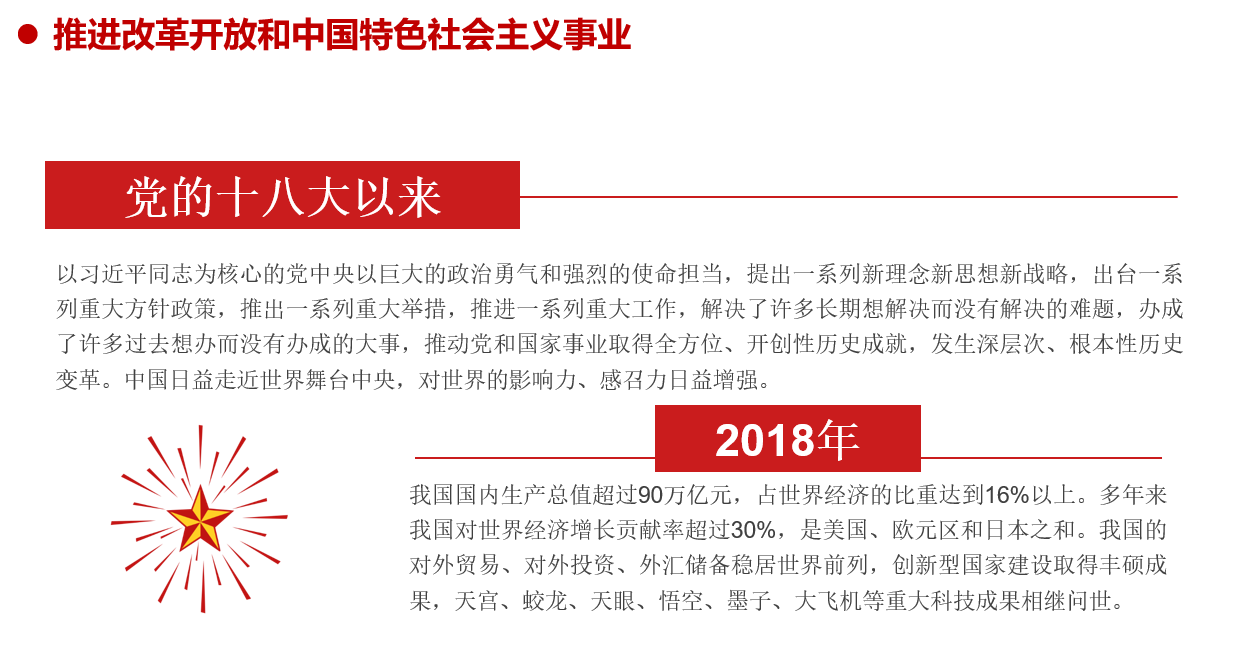 推进改革开放和中国特色社会主义事业
党的十八大以来
以习近平同志为核心的党中央以巨大的政治勇气和强烈的使命担当，提出一系列新理念新思想新战略，出台一系
列重大方针政策，推出一系列重大举措，推进一系列重大工作，解决了许多长期想解决而没有解决的难题，办成
了许多过去想办而没有办成的大事，推动党和国家事业取得全方位、开创性历史成就，发生深层次、根本性历史
变革。中国日益走近世界舞台中央，对世界的影响力、感召力日益增强。
2018年
我国国内生产总值超过90万亿元，占世界经济的比重达到16%以上。多年来
我国对世界经济增长贡献率超过30%，是美国、欧元区和日本之和。我国的
对外贸易、对外投资、外汇储备稳居世界前列，创新型国家建设取得丰硕成
果，天宫、蛟龙、天眼、悟空、墨子、大飞机等重大科技成果相继问世。